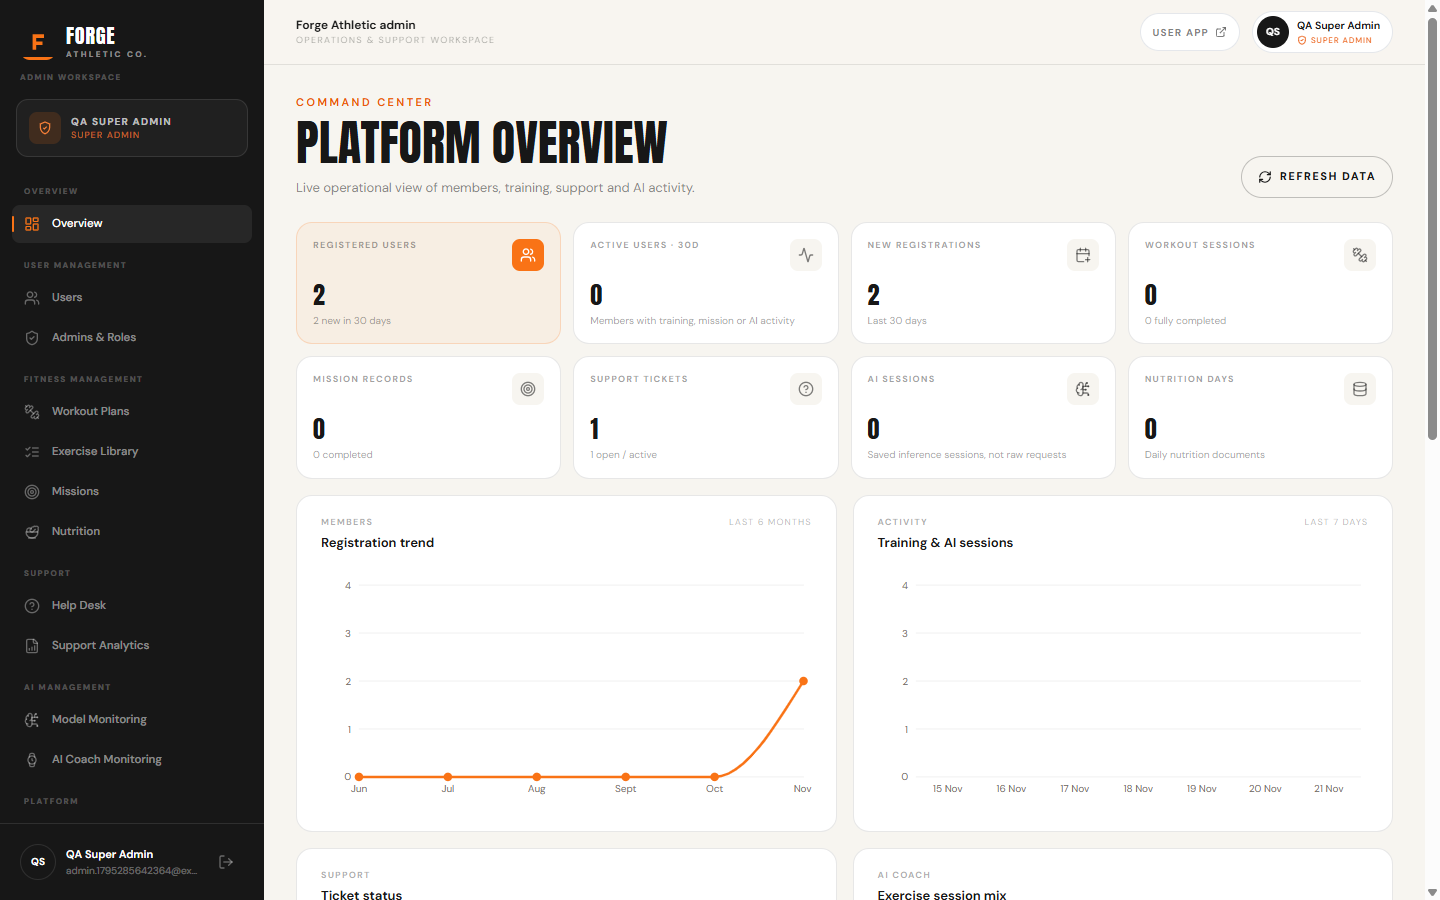 F
FORGE
ATHLETIC CO.
ADMIN WORKSPACE
QA SUPER ADMIN
SUPER ADMIN
OVERVIEW
Overview
USER MANAGEMENT
Users
Admins & Roles
FITNESS MANAGEMENT
Workout Plans
Exercise Library
Missions
Nutrition
SUPPORT
Help Desk
Support Analytics
AI MANAGEMENT
Model Monitoring
AI Coach Monitoring
PLATFORM
QS
QA Super Admin
admin.1795285642364@ex...
Forge Athletic admin
OPERATIONS & SUPPORT WORKSPACE
USER APP
QS
QA Super Admin
SUPER ADMIN
COMMAND CENTER
PLATFORM OVERVIEW
Live operational view of members, training, support and AI activity.
REFRESH DATA
REGISTERED USERS
2
2 new in 30 days
ACTIVE USERS · 30D
0
Members with training, mission or AI activity
NEW REGISTRATIONS
2
Last 30 days
WORKOUT SESSIONS
0
0 fully completed
MISSION RECORDS
0
0 completed
SUPPORT TICKETS
1
1 open / active
AI SESSIONS
0
Saved inference sessions, not raw requests
NUTRITION DAYS
0
Daily nutrition documents
MEMBERS
LAST 6 MONTHS
Registration trend
4
3
2
1
0
Jun Jul Aug Sept Oct Nov
ACTIVITY
LAST 7 DAYS
Training & AI sessions
4
3
2
1
0
15 Nov 16 Nov 17 Nov 18 Nov 19 Nov 20 Nov 21 Nov
SUPPORT
Ticket status
AI COACH
Exercise session mix